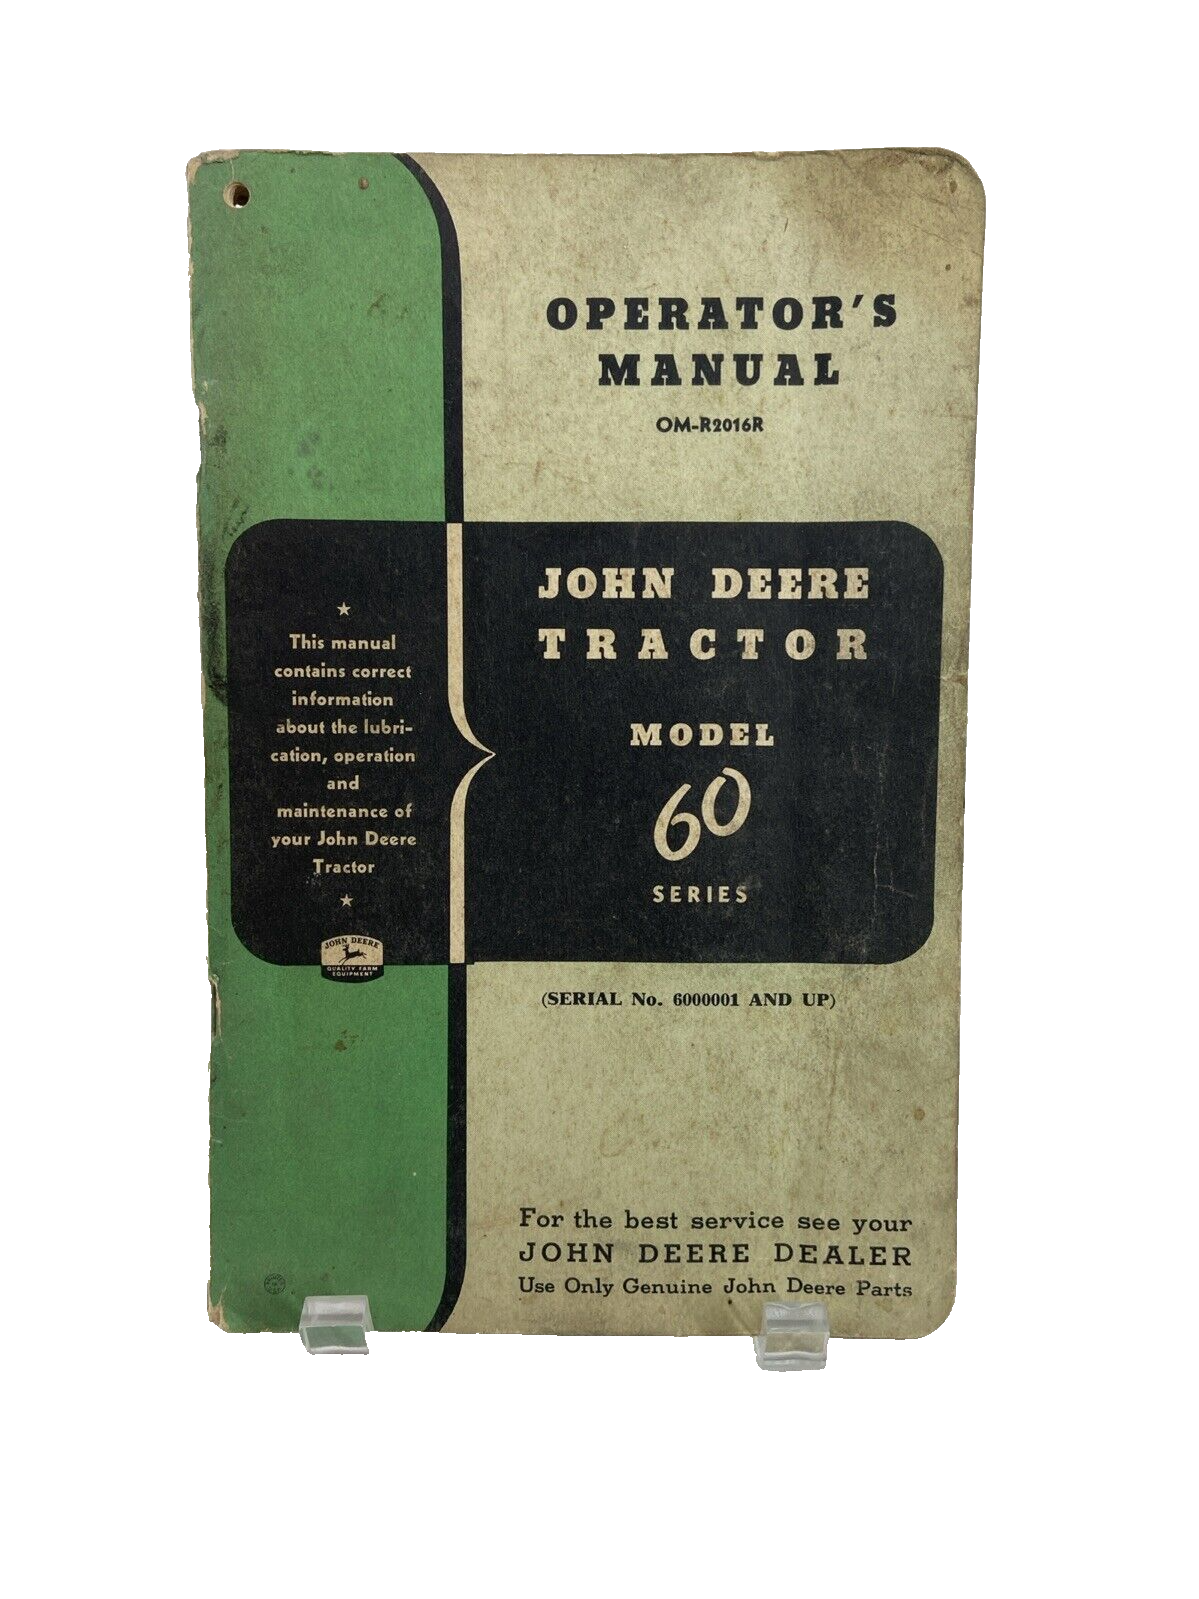 OPERATOR'S
MANUAL
OM-R2016R
JOHN DEERE
TRACTOR
MODEL
60
SERIES
★
This manual
contains correct
information
about the lubri-
cation, operation
and
maintenance of
your John Deere
Tractor
★
JOHN DEERE
QUALITY FARM
EQUIPMENT
(SERIAL No. 6000001 AND UP)
For the best service see your
JOHN DEERE DEALER
Use Only Genuine John Deere Parts